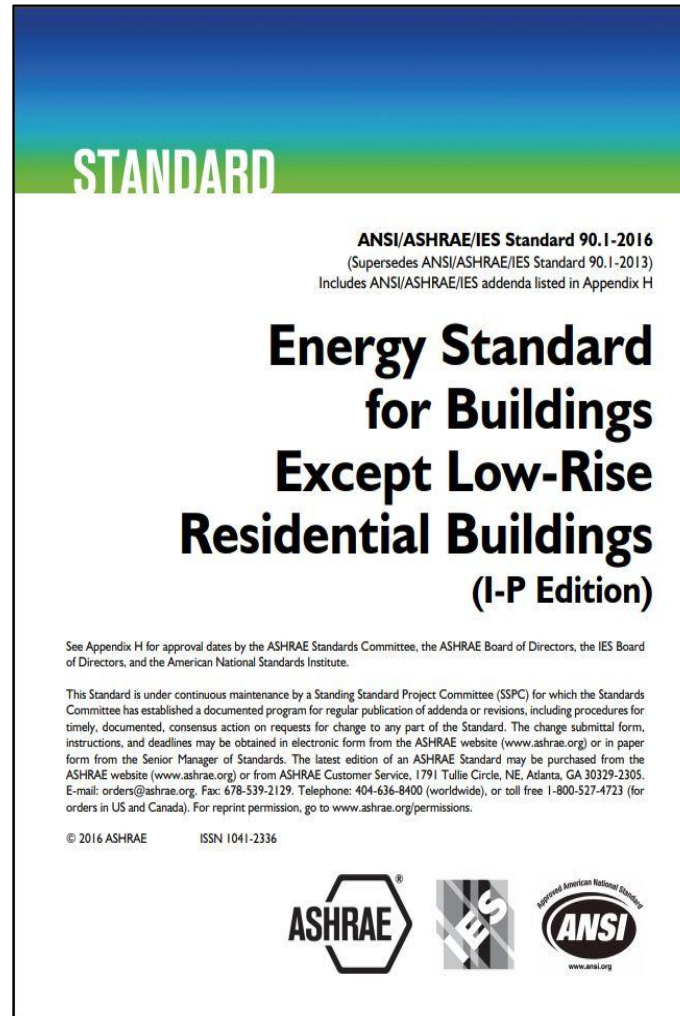 STANDARD
ANSI/ASHRAE/IES Standard 90.1-2016
(Supersedes ANSI/ASHRAE/IES Standard 90.1-2013)
Includes ANSI/ASHRAE/IES addenda listed in Appendix H
Energy Standard
for Buildings
Except Low-Rise
Residential Buildings
(I-P Edition)
See Appendix H for approval dates by the ASHRAE Standards Committee, the ASHRAE Board of Directors, the IES Board
of Directors, and the American National Standards Institute.
This Standard is under continuous maintenance by a Standing Standard Project Committee (SSPC) for which the Standards
Committee has established a documented program for regular publication of addenda or revisions, including procedures for
timely, documented, consensus action on requests for change to any part of the Standard. The change submittal form,
instructions, and deadlines may be obtained in electronic form from the ASHRAE website (www.ashrae.org) or in paper
form from the Senior Manager of Standards. The latest edition of an ASHRAE Standard may be purchased from the
ASHRAE website (www.ashrae.org) or from ASHRAE Customer Service, 1791 Tullie Circle, NE, Atlanta, GA 30329-2305.
E-mail: orders@ashrae.org. Fax: 678-539-2129. Telephone: 404-636-8400 (worldwide), or toll free 1-800-527-4723 (for
orders in US and Canada). For reprint permission, go to www.ashrae.org/permissions.
© 2016 ASHRAE ISSN 1041-2336
ASHRAE®
IES
Approved American National Standard
ANSI
www.ansi.org